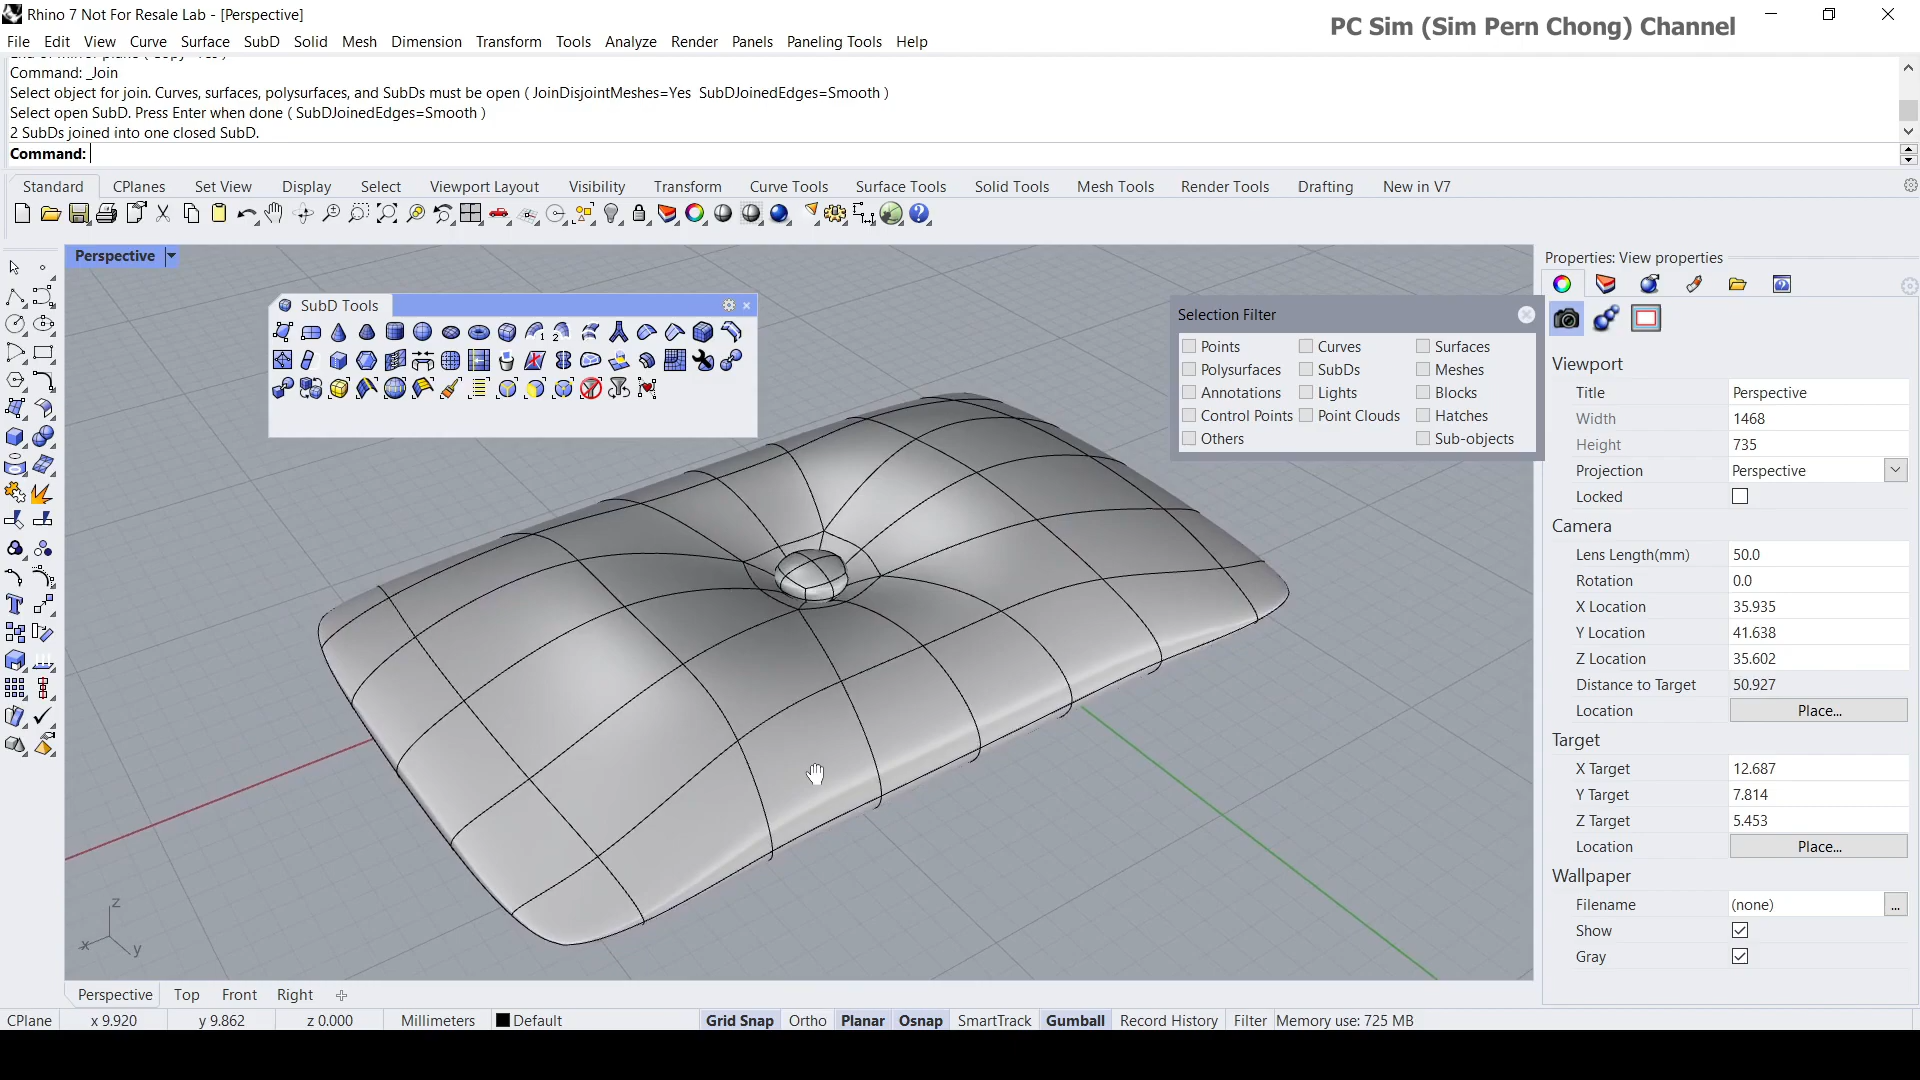 Rhino 7 Not For Resale Lab - [Perspective]
PC Sim (Sim Pern Chong) Channel
File Edit View Curve Surface SubD Solid Mesh Dimension Transform Tools Analyze Render Panels Paneling Tools Help
Command: _Join
Select object for join. Curves, surfaces, polysurfaces, and SubDs must be open ( JoinDisjointMeshes=Yes SubDJoinedEdges=Smooth )
Select open SubD. Press Enter when done ( SubDJoinedEdges=Smooth )
2 SubDs joined into one closed SubD.
Command:
Standard CPlanes Set View Display Select Viewport Layout Visibility Transform Curve Tools Surface Tools Solid Tools Mesh Tools Render Tools Drafting New in V7
Perspective
SubD Tools
Selection Filter
Points Curves Surfaces
Polysurfaces SubDs Meshes
Annotations Lights Blocks
Control Points Point Clouds Hatches
Others Sub-objects
Properties: View properties
Viewport
Title Perspective
Width 1468
Height 735
Projection Perspective
Locked
Camera
Lens Length(mm) 50.0
Rotation 0.0
X Location 35.935
Y Location 41.638
Z Location 35.602
Distance to Target 50.927
Location Place...
Target
X Target 12.687
Y Target 7.814
Z Target 5.453
Location Place...
Wallpaper
Filename (none) ...
Show
Gray
z
x
y
Perspective Top Front Right
CPlane x 9.920 y 9.862 z 0.000 Millimeters Default Grid Snap Ortho Planar Osnap SmartTrack Gumball Record History Filter Memory use: 725 MB